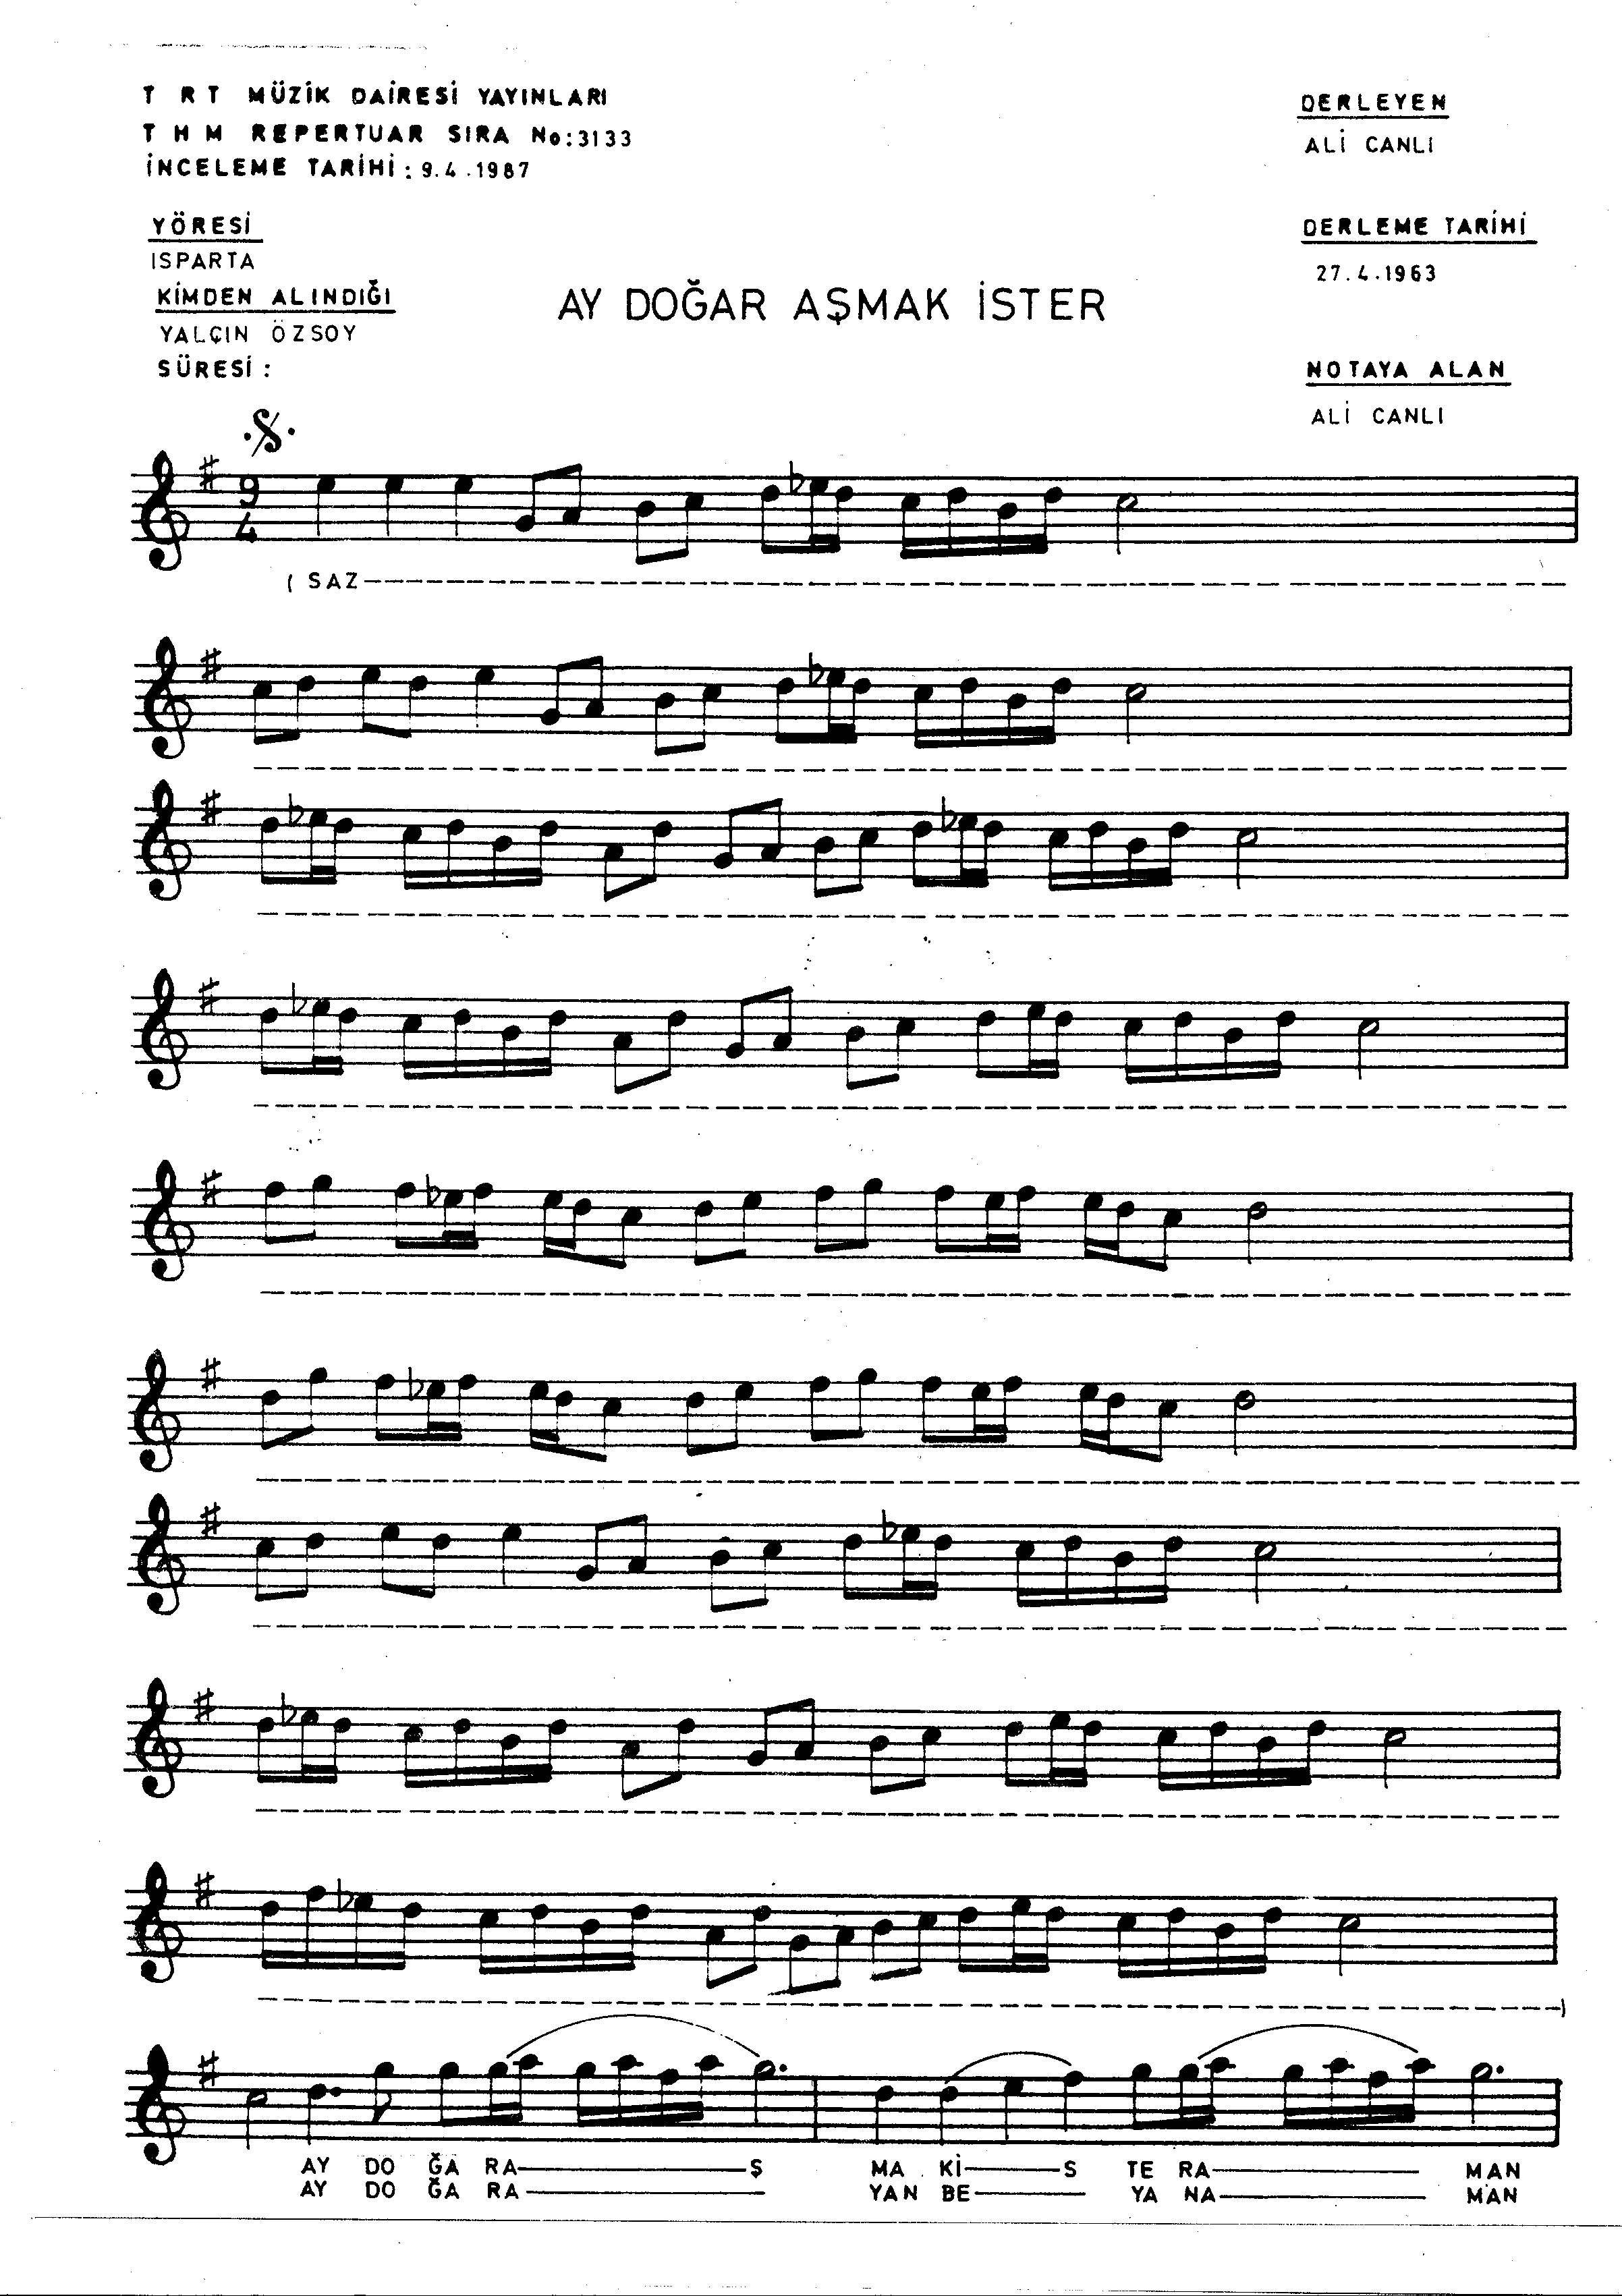 T R T MÜZİK DAİRESİ YAYINLARI
T H M REPERTUAR SIRA No:3133
İNCELEME TARİHİ: 9.4.1987
DERLEYEN
ALİ CANLI
YÖRESİ
ISPARTA
KİMDEN ALINDIĞI
YALÇIN ÖZSOY
SÜRESİ:
DERLEME TARİHİ
27.4.1963
AY DOĞAR AŞMAK İSTER
NOTAYA ALAN
ALİ CANLI
9
4
( SAZ
)
AY DO ĞA RA Ş MA Kİ S TE RA MAN
AY DO ĞA RA YAN BE YA NA MAN